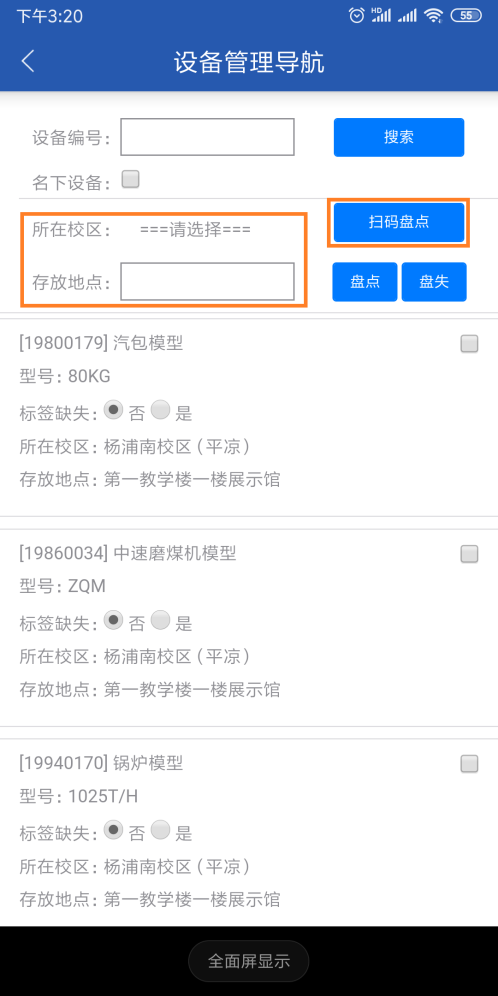 下午3:20 HD 55
设备管理导航
设备编号: 搜索
名下设备:
所在校区: ===请选择=== 扫码盘点
存放地点: 盘点 盘失
[19800179] 汽包模型
型号: 80KG
标签缺失: 否 是
所在校区: 杨浦南校区 (平凉)
存放地点: 第一教学楼一楼展示馆
[19860034] 中速磨煤机模型
型号: ZQM
标签缺失: 否 是
所在校区: 杨浦南校区 (平凉)
存放地点: 第一教学楼一楼展示馆
[19940170] 锅炉模型
型号: 1025T/H
标签缺失: 否 是
所在校区: 杨浦南校区 (平凉)
存放地点: 第一教学楼一楼展示馆
全面屏显示